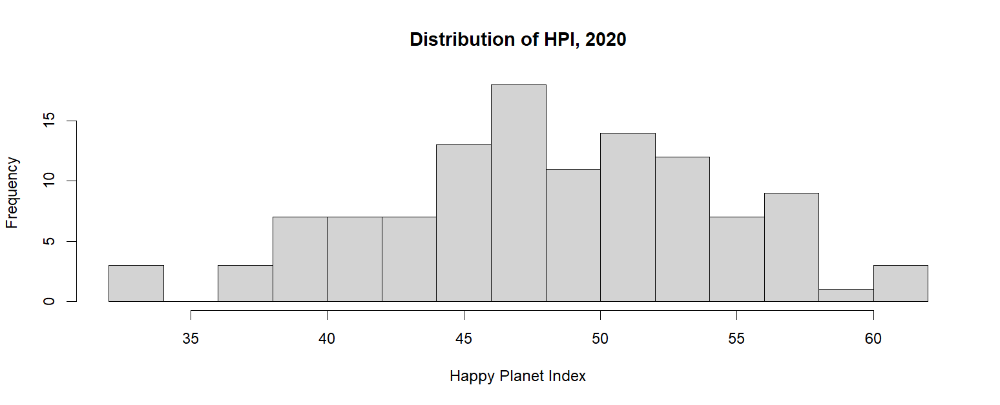 Distribution of HPI, 2020
Frequency
15
10
5
0
35 40 45 50 55 60
Happy Planet Index